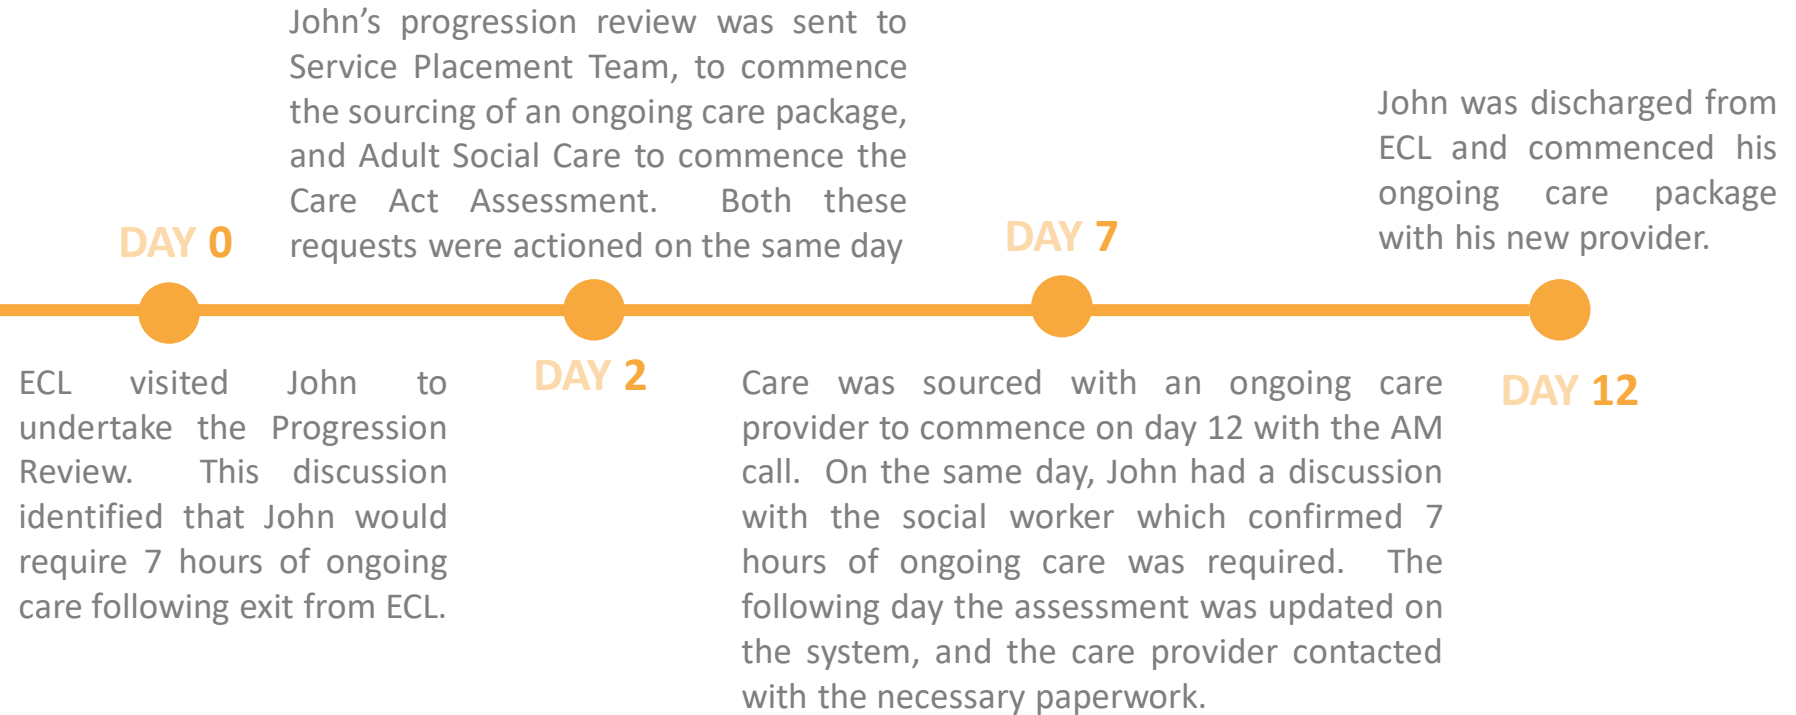 DAY 0
ECL visited John to
undertake the Progression
Review. This discussion
identified that John would
require 7 hours of ongoing
care following exit from ECL.
John’s progression review was sent to
Service Placement Team, to commence
the sourcing of an ongoing care package,
and Adult Social Care to commence the
Care Act Assessment. Both these
requests were actioned on the same day
DAY 2
DAY 7
Care was sourced with an ongoing care
provider to commence on day 12 with the AM
call. On the same day, John had a discussion
with the social worker which confirmed 7
hours of ongoing care was required. The
following day the assessment was updated on
the system, and the care provider contacted
with the necessary paperwork.
John was discharged from
ECL and commenced his
ongoing care package
with his new provider.
DAY 12